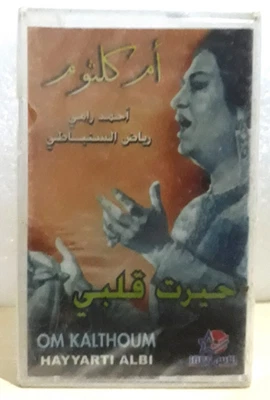 أم كلثوم
أحمد رامي
رياض السنباطي
حيرت قلبي
OM KALTHOUM
HAYYARTI ALBI